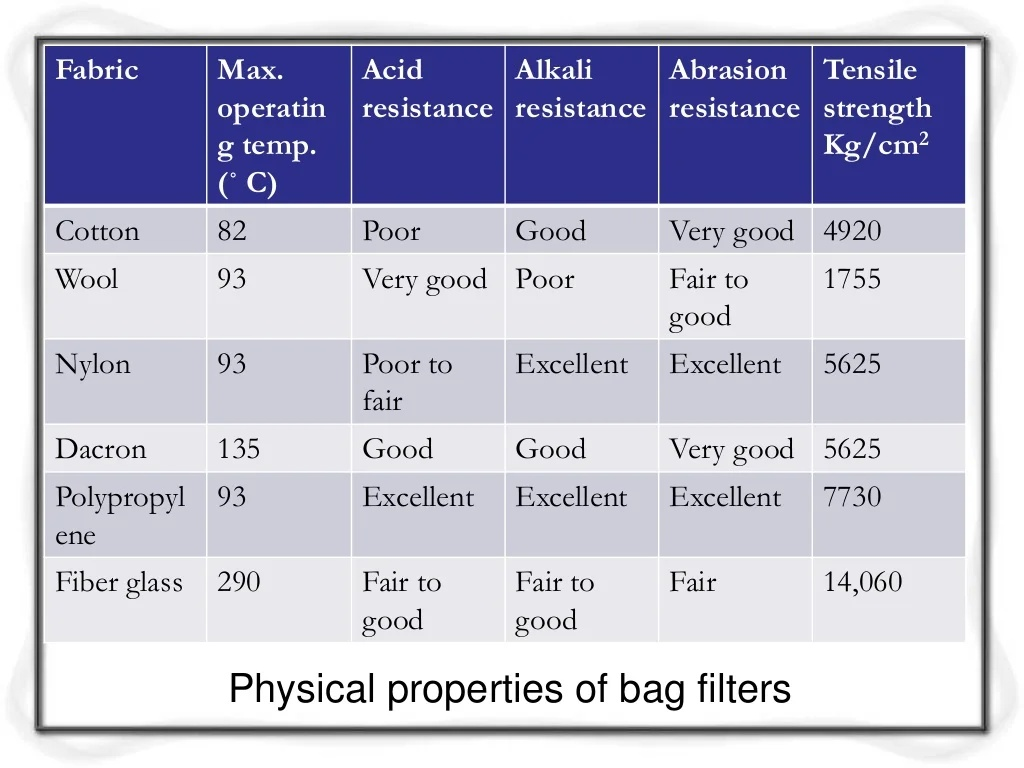 Fabric
Max.
operatin
g temp.
(˚ C)
Acid
resistance
Alkali
resistance
Abrasion
resistance
Tensile
strength
Kg/cm²
Cotton 82 Poor Good Very good 4920
Wool 93 Very good Poor Fair to
good
1755
Nylon 93 Poor to
fair
Excellent Excellent 5625
Dacron 135 Good Good Very good 5625
Polypropyl
ene
93 Excellent Excellent Excellent 7730
Fiber glass 290 Fair to
good
Fair to
good
Fair 14,060
Physical properties of bag filters